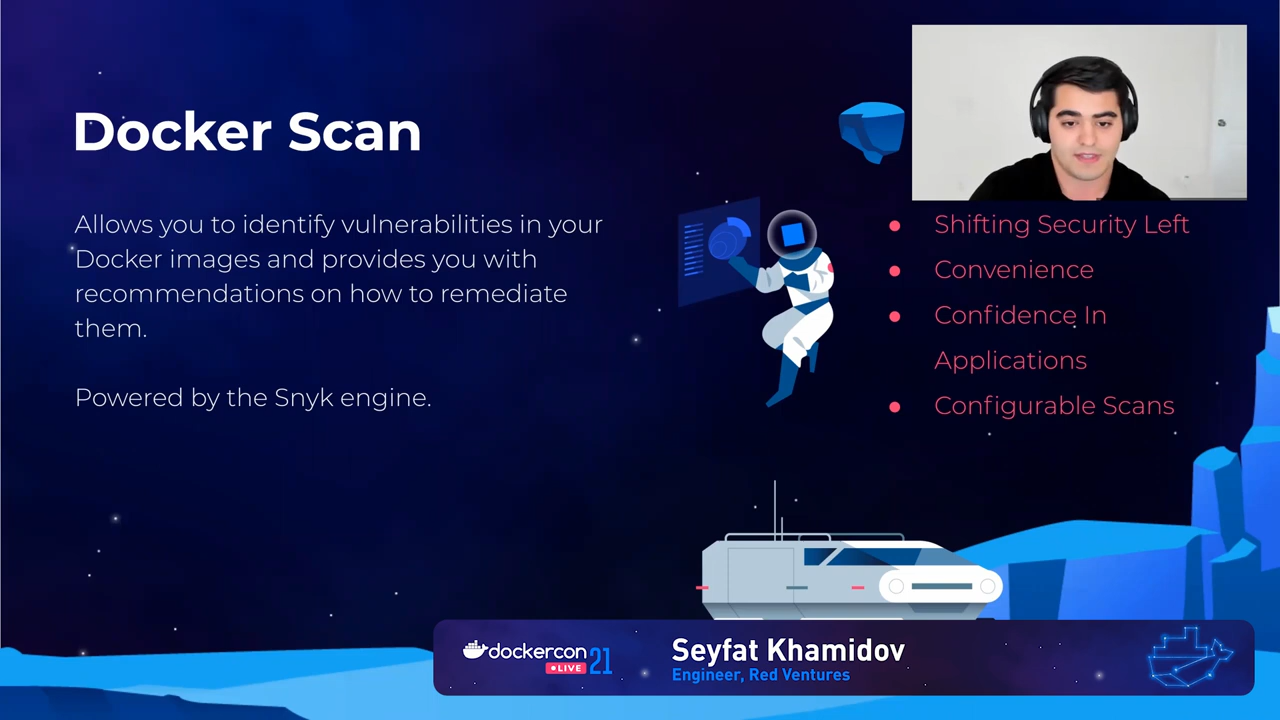 Docker Scan
Allows you to identify vulnerabilities in your
Docker images and provides you with
recommendations on how to remediate
them.
Powered by the Snyk engine.
● Shifting Security Left
● Convenience
● Confidence In
Applications
● Configurable Scans
dockercon
LIVE 21
Seyfat Khamidov
Engineer, Red Ventures